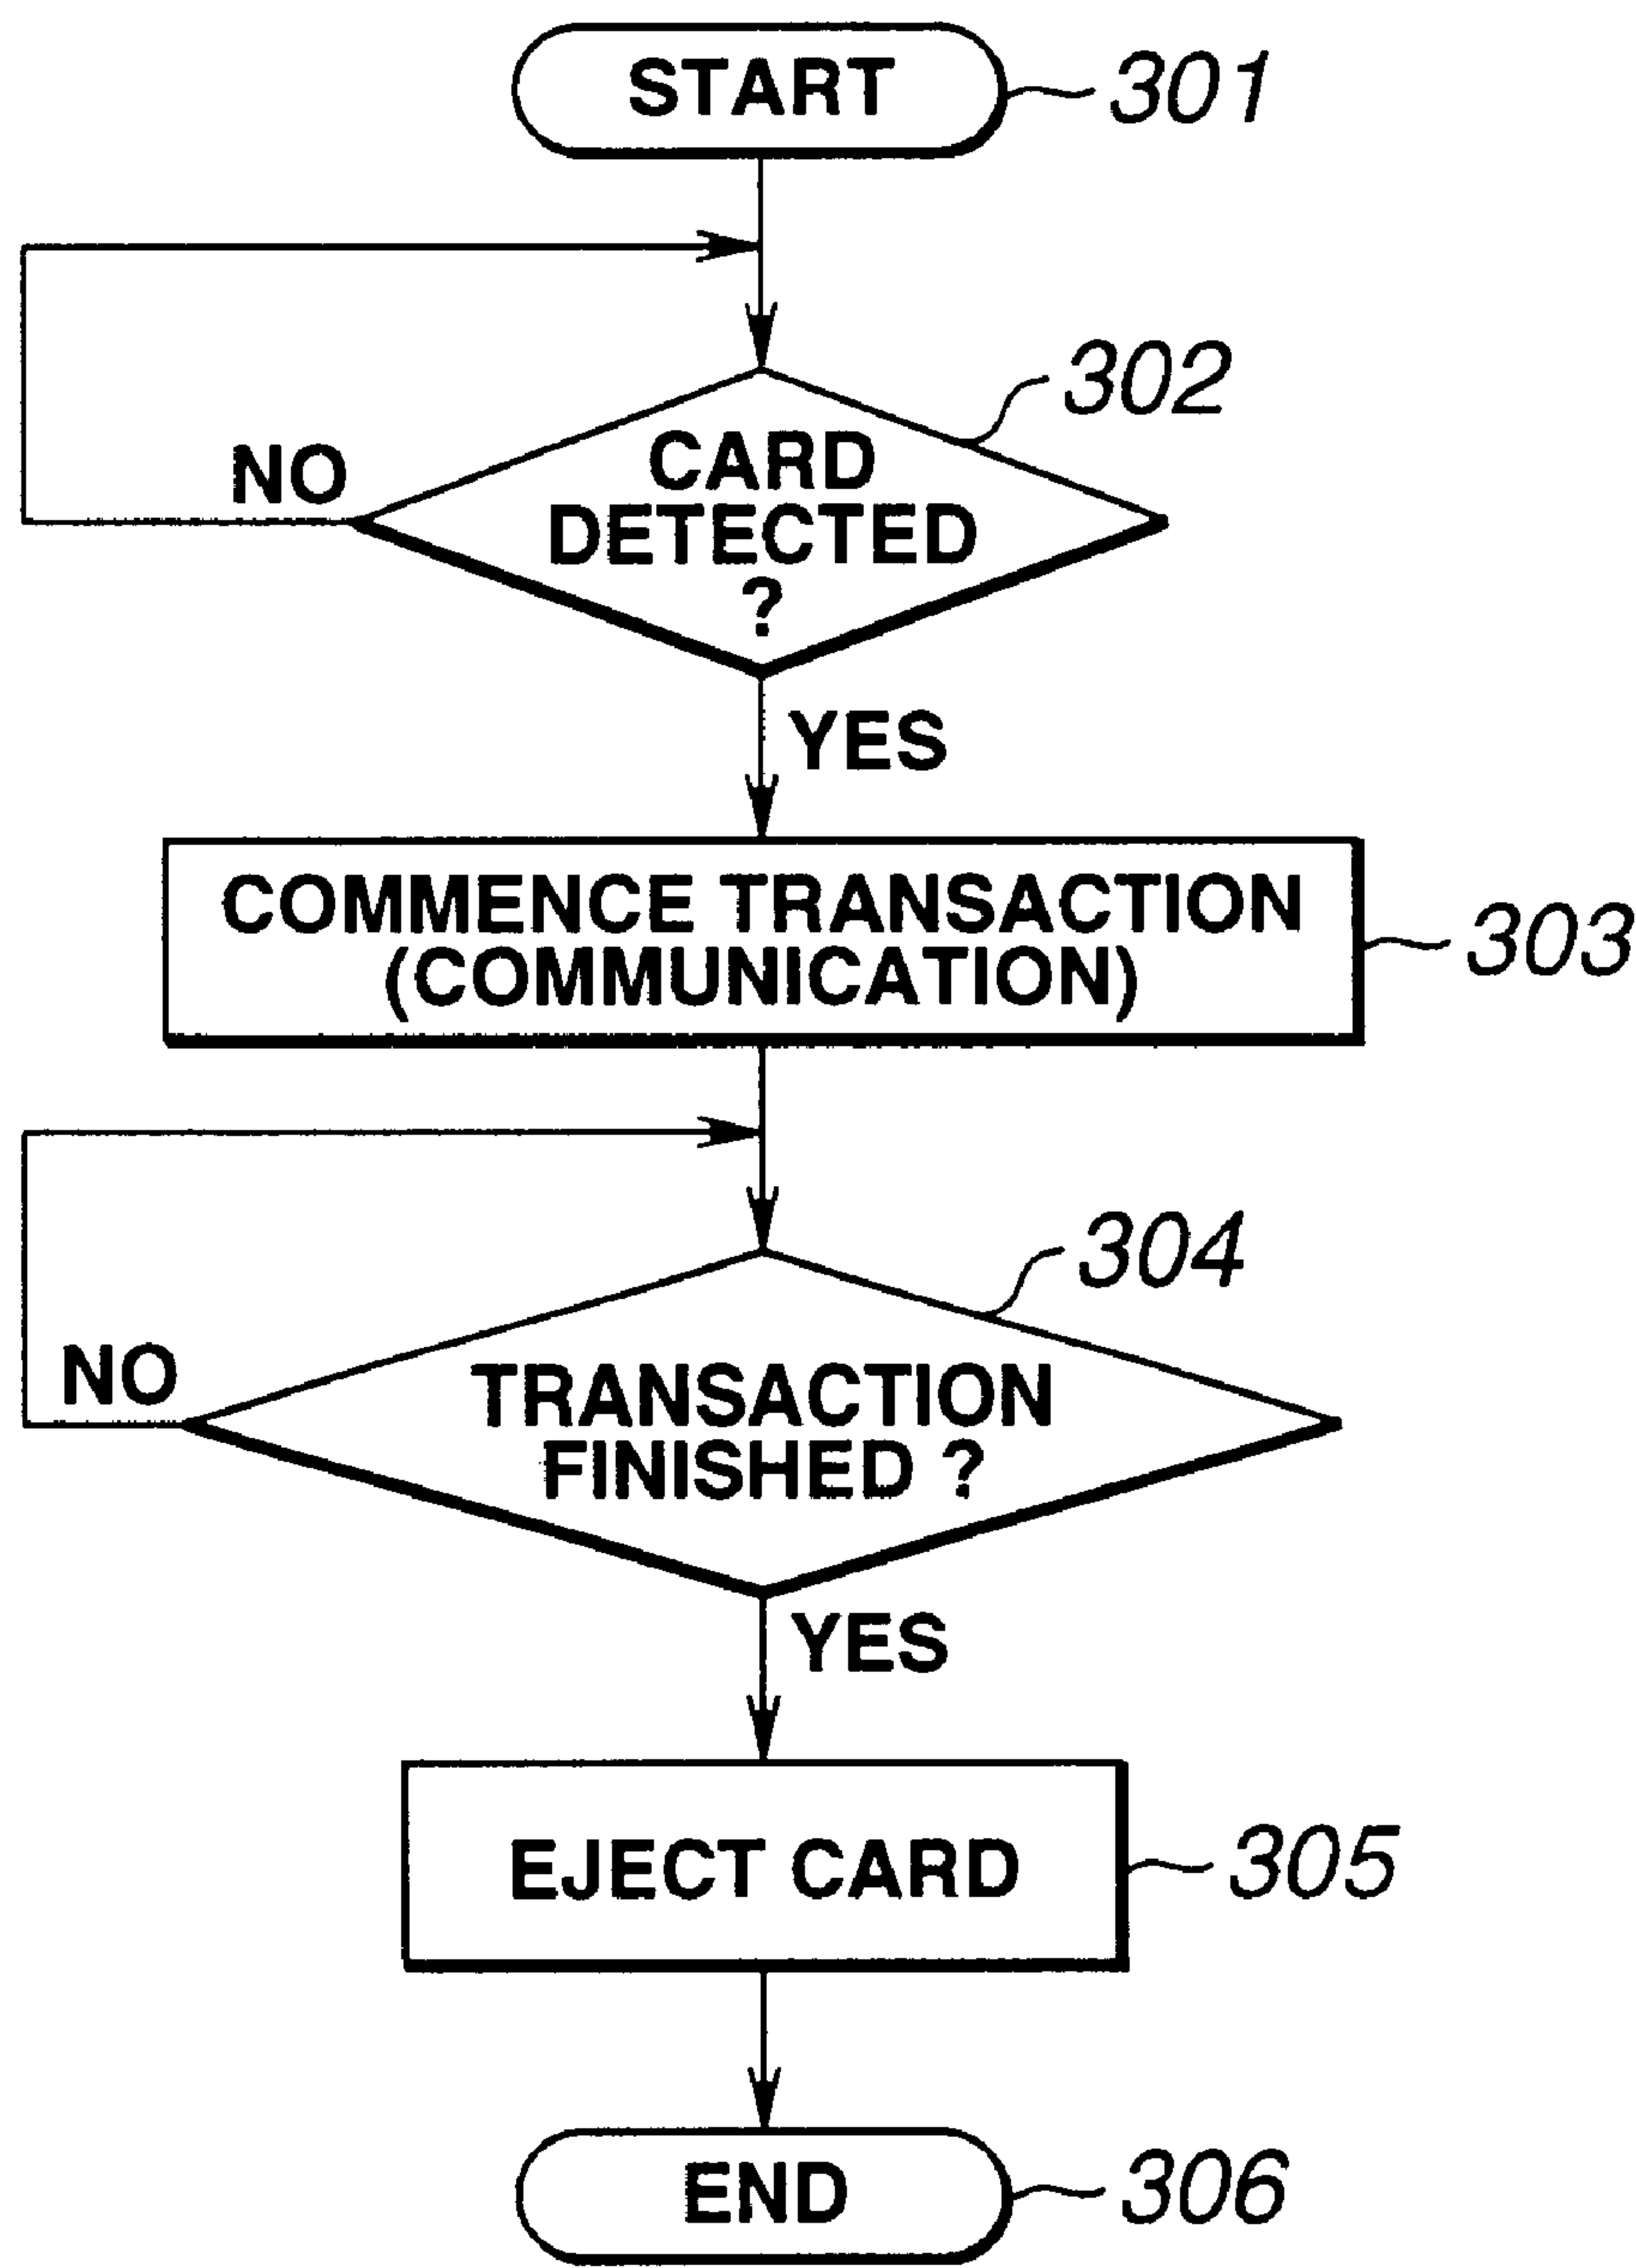 START
301
302
CARD
DETECTED
?
NO
YES
COMMENCE TRANSACTION
(COMMUNICATION)
303
304
NO
TRANSACTION
FINISHED ?
YES
EJECT CARD
305
END
306